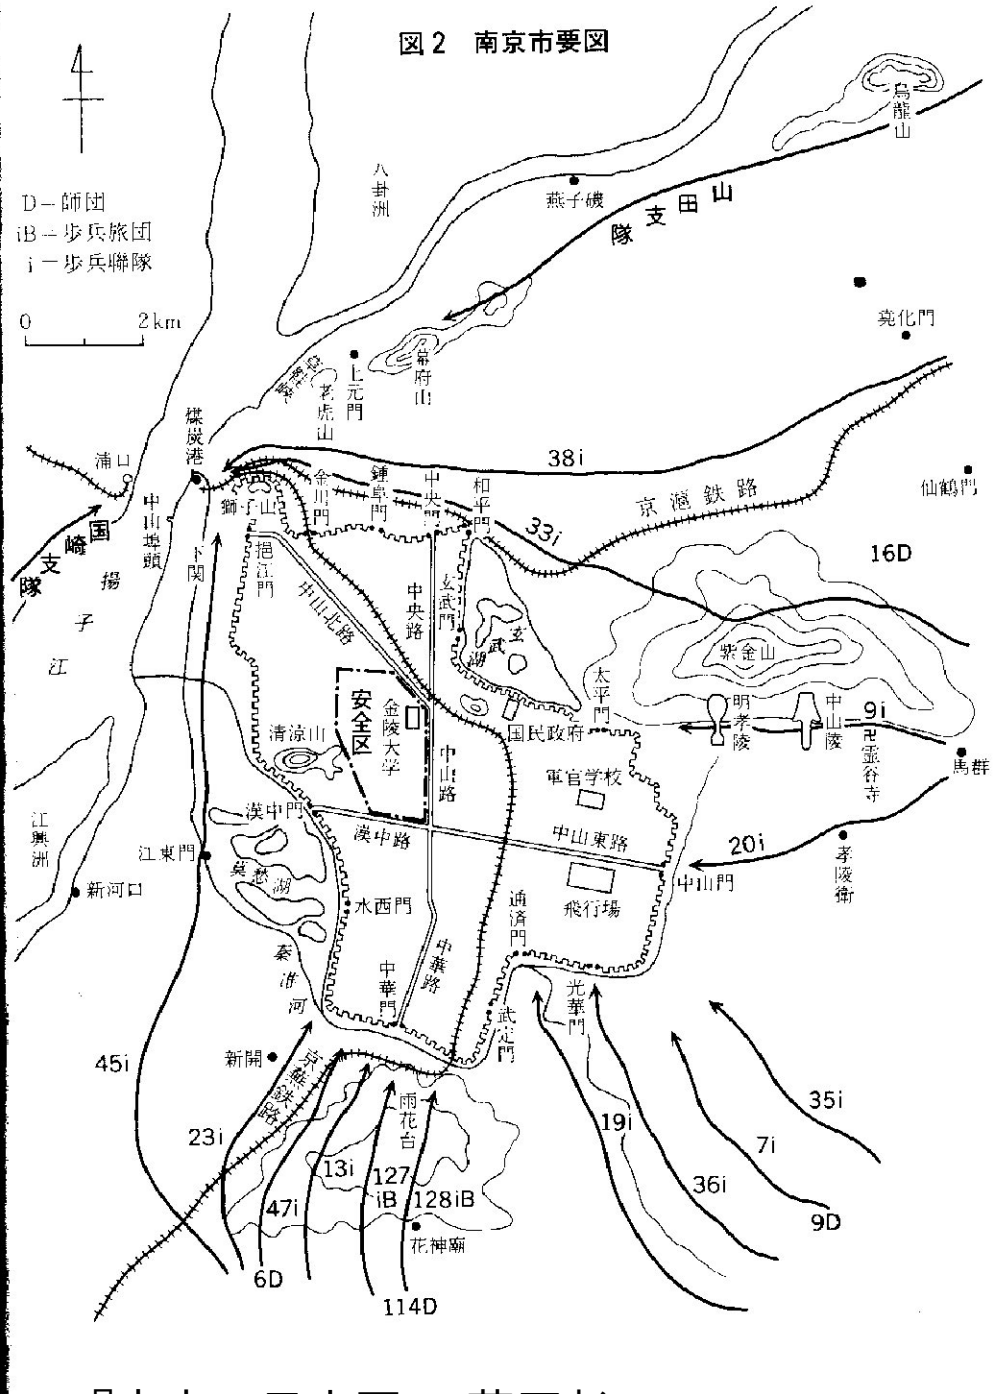 図2 南京市要図
烏龍山
D－師団
iB－歩兵旅団
i－歩兵聯隊
0 2km
八卦洲
燕子磯
山田支隊
堯化門
幕府山
上元門
老虎山
煤炭港
浦口
中山埠頭
下関
国崎支隊
揚子江
獅子山
金川門
鍾阜門
中央門
和平門
38i
33i
京滬鉄路
仙鶴門
16D
挹江門
中山北路
中央路
玄武門
玄武湖
紫金山
太平門
明孝陵
中山陵
9i
卍霊谷寺
馬群
安全区
金陵大学
国民政府
清涼山
中山路
軍官学校
漢中門
漢中路
中山東路
20i
孝陵衛
中山門
江興洲
新河口
江東門
莫愁湖
水西門
飛行場
通済門
秦淮河
中華門
中華路
武定門
光華門
新開
京蕪鉄路
雨花台
45i
23i
47i
13i
127iB
128iB
花神廟
6D
114D
19i
36i
7i
35i
9D